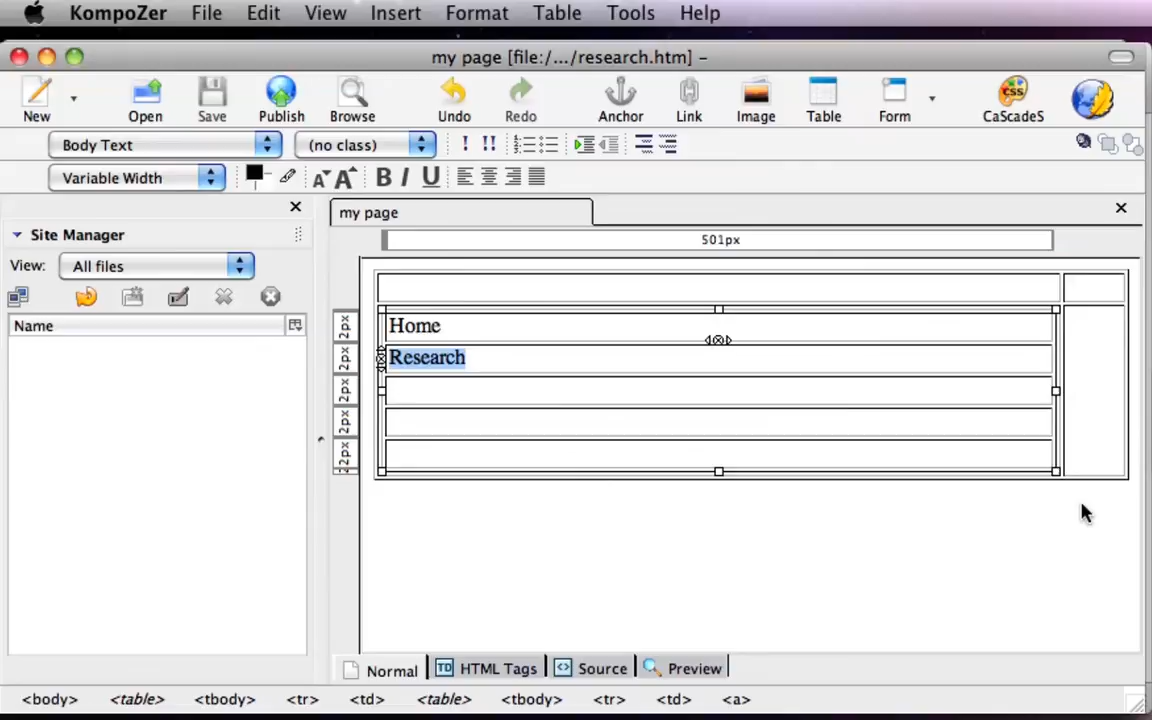 KompoZer File Edit View Insert Format Table Tools Help
my page [file:/.../research.htm] –
New Open Save Publish Browse Undo Redo Anchor Link Image Table Form CaScadeS
Body Text (no class) ! !!
Variable Width A A B I U
my page
Site Manager
501px
View: All files
Name
Home
Research
2px
2px
2px
2px
22px
Normal TD HTML Tags <> Source Preview
<body> <table> <tbody> <tr> <td> <table> <tbody> <tr> <td> <a>